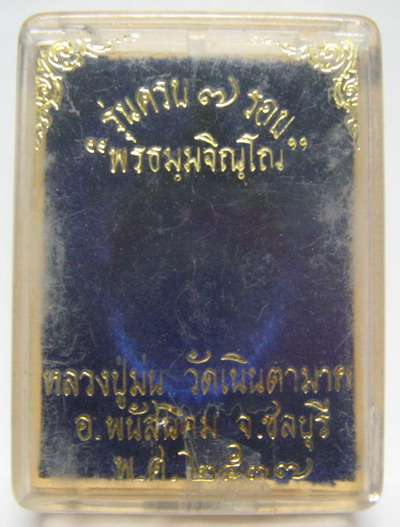 รุ่นครบ ๗ รอบ
"พรธมฺมจิณฺโณ"
หลวงปู่ม่น วัดเนินตามาก
อ.พนัสนิคม จ.ชลบุรี
พ.ศ.๒๕๓๗